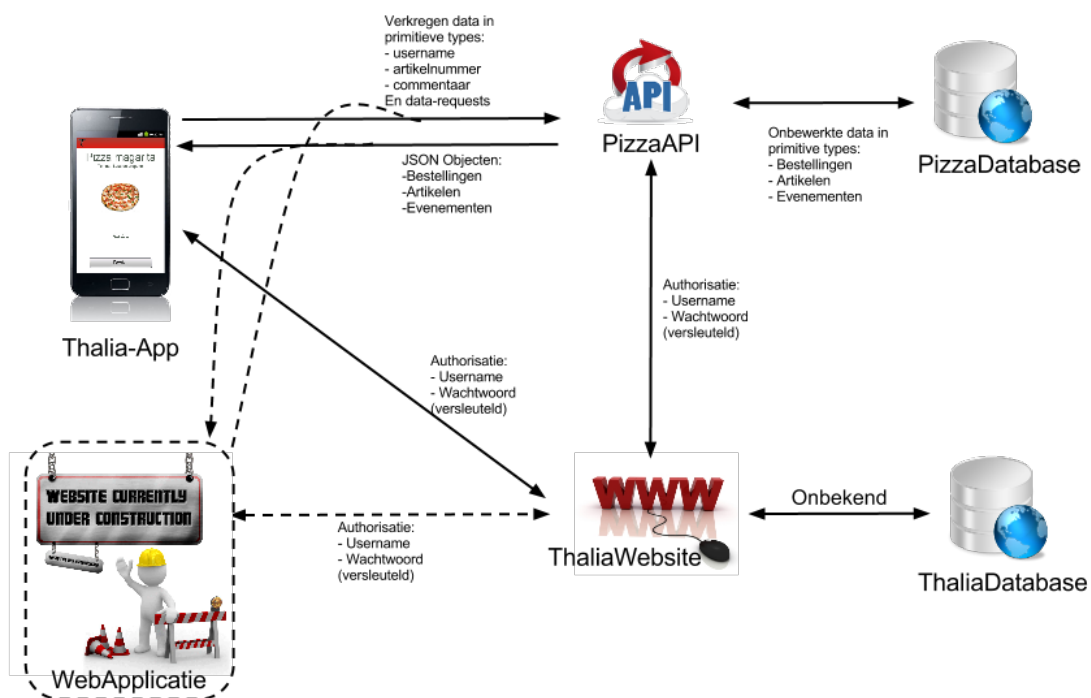 Verkregen data in
primitieve types:
- username
- artikelnummer
- commentaar
En data-requests
API
PizzaAPI
PizzaDatabase
Onbewerkte data in
primitive types:
- Bestellingen
- Artikelen
- Evenementen
JSON Objecten:
-Bestellingen
-Artikelen
-Evenementen
Pizza magarita
Thalia-App
Authorisatie:
- Username
- Wachtwoord
(versleuteld)
Authorisatie:
- Username
- Wachtwoord
(versleuteld)
WEBSITE CURRENTLY
UNDER CONSTRUCTION
WebApplicatie
Authorisatie:
- Username
- Wachtwoord
(versleuteld)
WWW
ThaliaWebsite
Onbekend
ThaliaDatabase